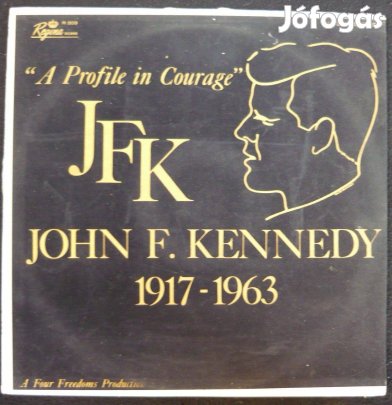 Jófogás
Regina
"A Profile in Courage"
JFK
JOHN F. KENNEDY
1917-1963
A Four Freedoms Production